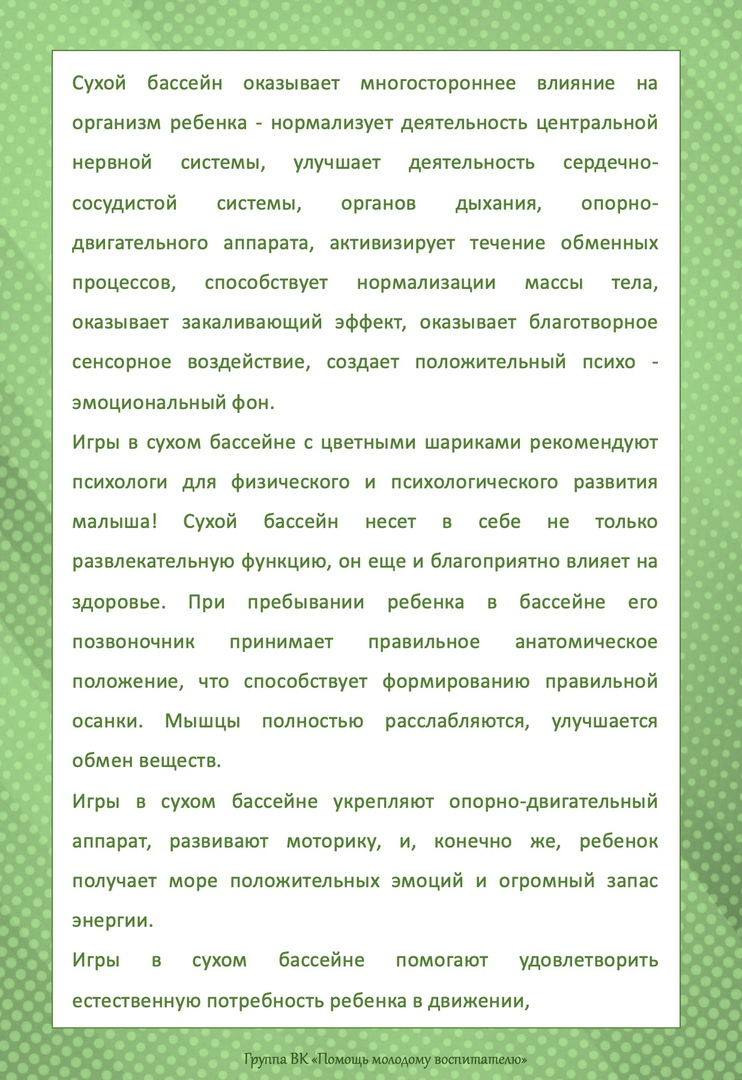 Сухой бассейн оказывает многостороннее влияние на
организм ребенка - нормализует деятельность центральной
нервной системы, улучшает деятельность сердечно-
сосудистой системы, органов дыхания, опорно-
двигательного аппарата, активизирует течение обменных
процессов, способствует нормализации массы тела,
оказывает закаливающий эффект, оказывает благотворное
сенсорное воздействие, создает положительный психо -
эмоциональный фон.
Игры в сухом бассейне с цветными шариками рекомендуют
психологи для физического и психологического развития
малыша! Сухой бассейн несет в себе не только
развлекательную функцию, он еще и благоприятно влияет на
здоровье. При пребывании ребенка в бассейне его
позвоночник принимает правильное анатомическое
положение, что способствует формированию правильной
осанки. Мышцы полностью расслабляются, улучшается
обмен веществ.
Игры в сухом бассейне укрепляют опорно-двигательный
аппарат, развивают моторику, и, конечно же, ребенок
получает море положительных эмоций и огромный запас
энергии.
Игры в сухом бассейне помогают удовлетворить
естественную потребность ребенка в движении,
Группа ВК «Помощь молодому воспитателю»